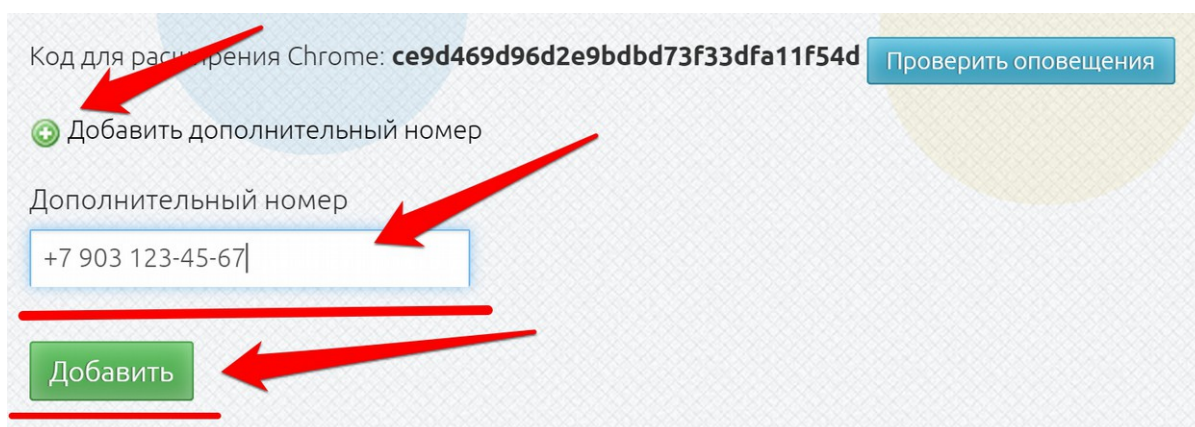 Код для расширения Chrome: ce9d469d96d2e9bdbd73f33dfa11f54d Проверить оповещения
Добавить дополнительный номер
Дополнительный номер
+7 903 123-45-67
Добавить